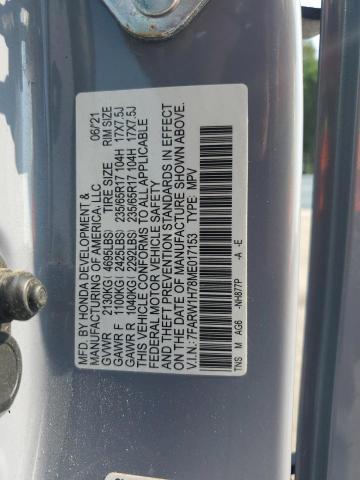 MFD. BY HONDA DEVELOPMENT &
MANUFACTURING OF AMERICA, LLC 06/21
GVWR 2130KG ( 4695LBS) TIRE SIZE RIM SIZE
GAWR F 1100KG ( 2425LBS) 235/65R17 104H 17X7.5J
GAWR R 1040KG ( 2292LBS) 235/65R17 104H 17X7.5J
THIS VEHICLE CONFORMS TO ALL APPLICABLE
FEDERAL MOTOR VEHICLE SAFETY
AND THEFT PREVENTION STANDARDS IN EFFECT
ON THE DATE OF MANUFACTURE SHOWN ABOVE.
V.I.N.: 7FARW1H78ME017153 TYPE: MPV
TNS M AG6 -NH877P -A -E